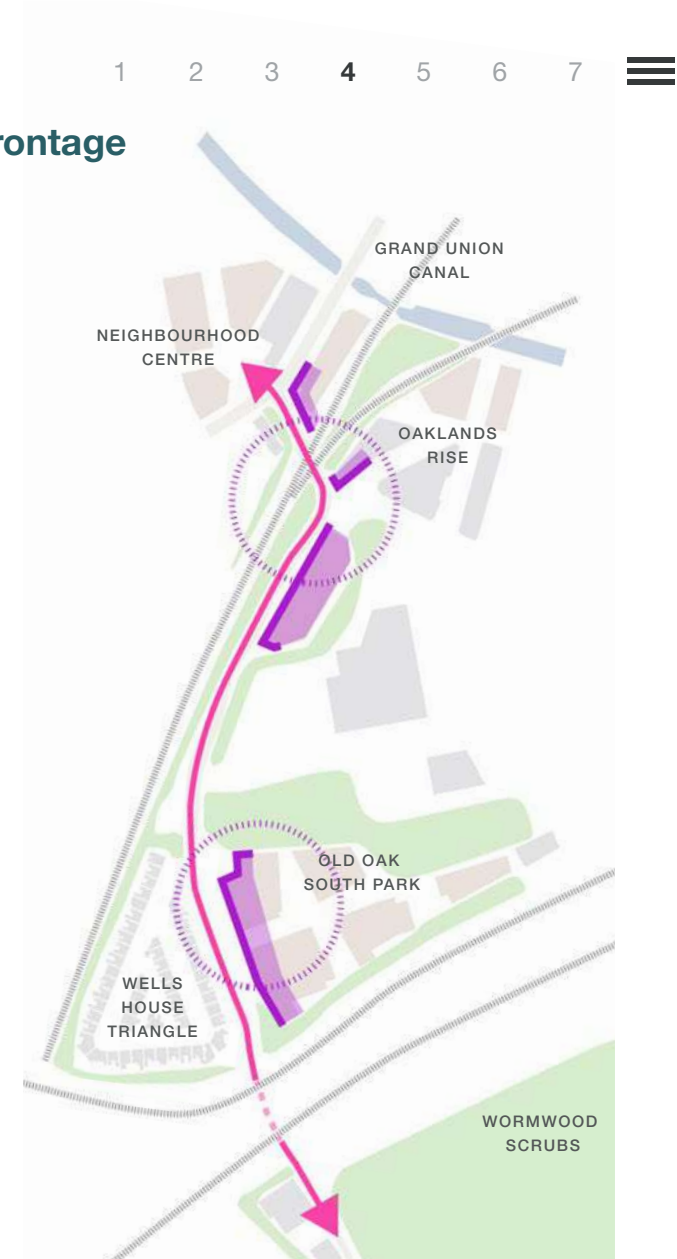 1 2 3 4 5 6 7
rontage
GRAND UNION
CANAL
NEIGHBOURHOOD
CENTRE
OAKLANDS
RISE
OLD OAK
SOUTH PARK
WELLS
HOUSE
TRIANGLE
WORMWOOD
SCRUBS